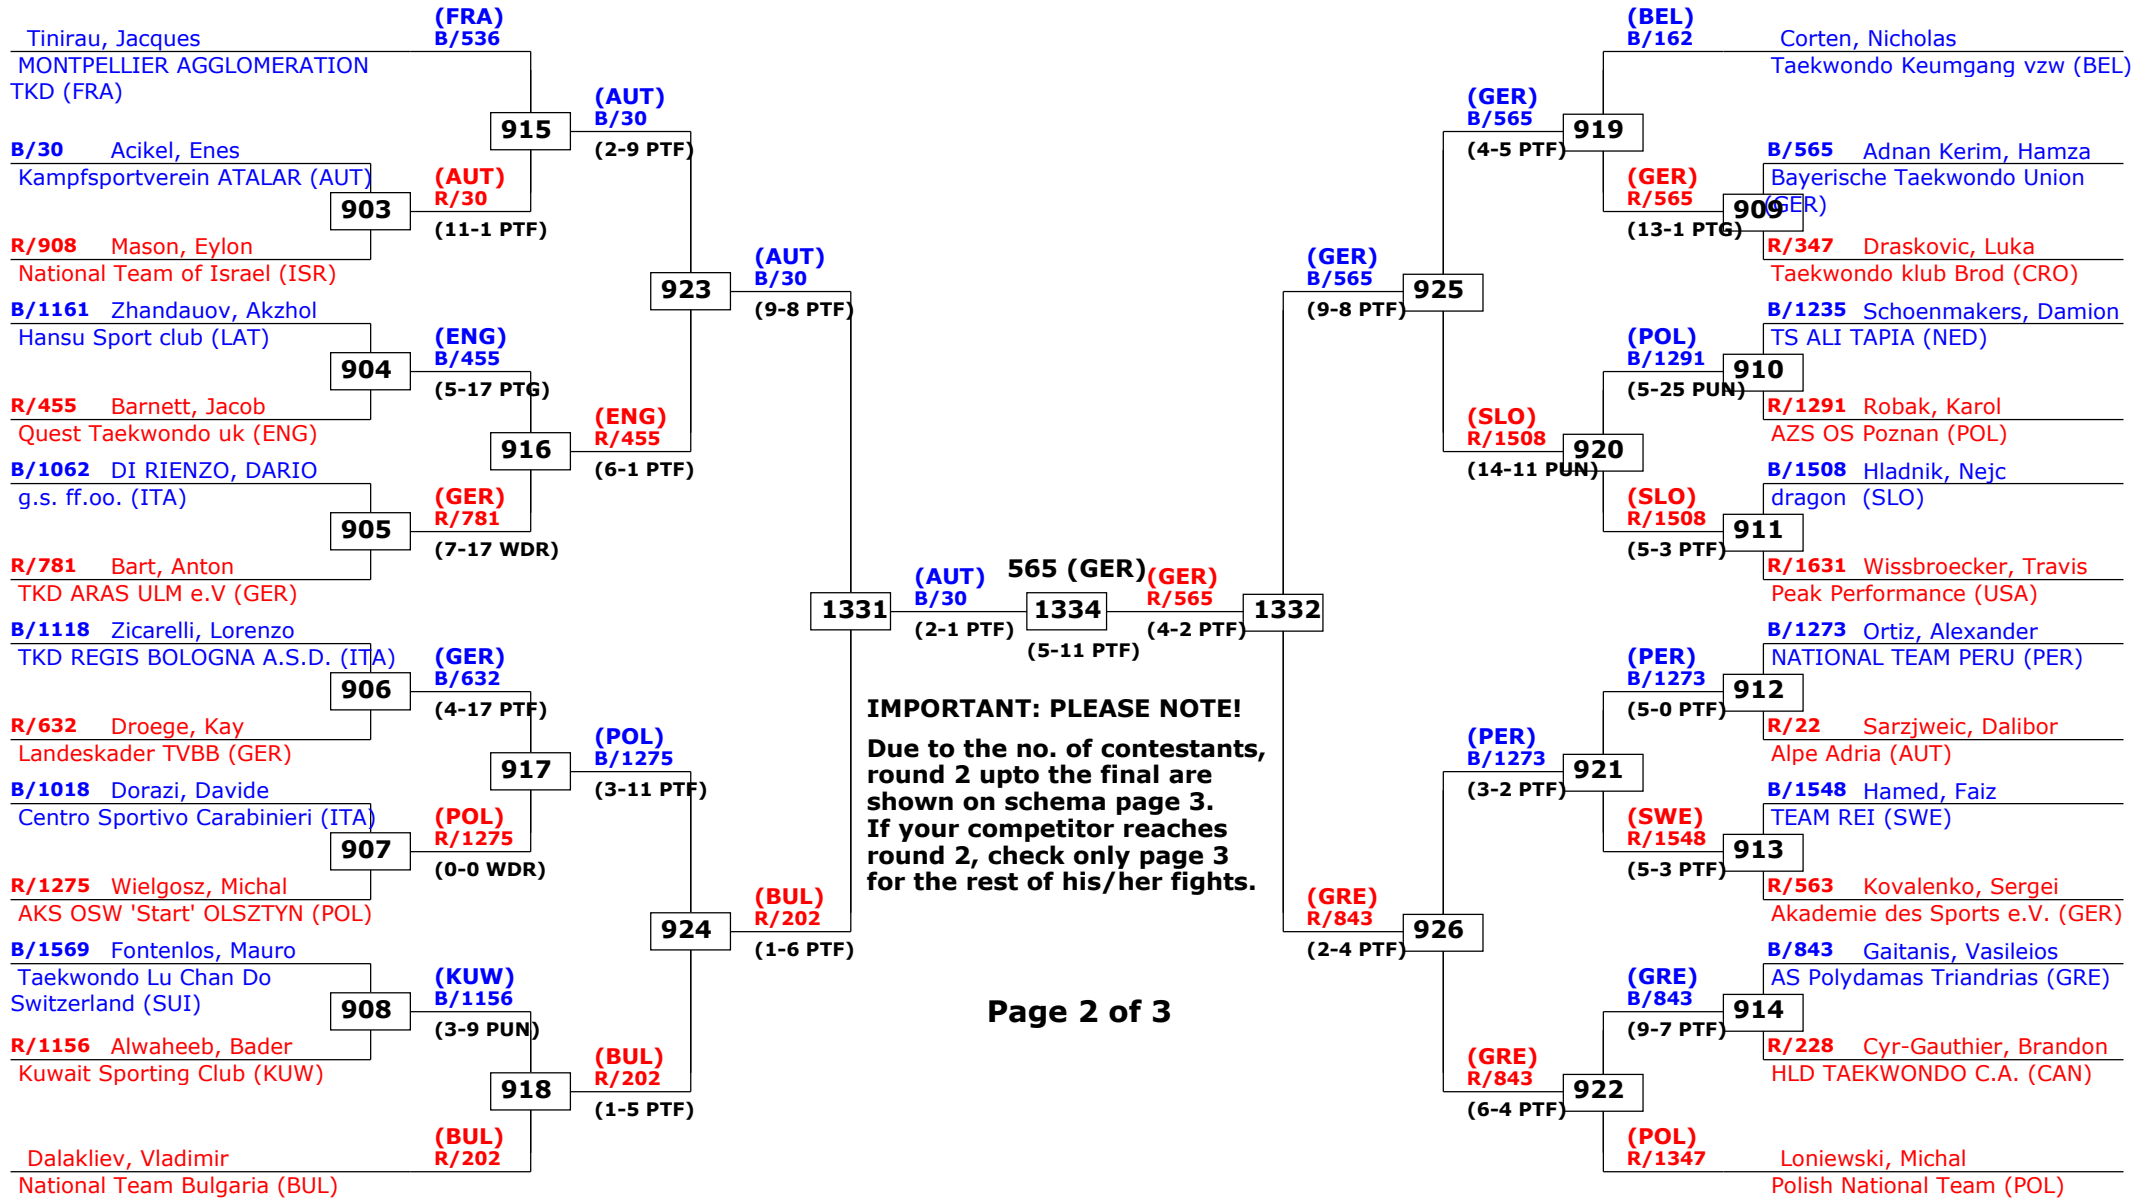 (FRA)
B/536
Tinirau, Jacques
MONTPELLIER AGGLOMERATION
TKD (FRA)
915
(AUT)
B/30
(2-9 PTF)
B/30 Acikel, Enes
Kampfsportverein ATALAR (AUT)
903
(AUT)
R/30
(11-1 PTF)
R/908 Mason, Eylon
National Team of Israel (ISR)
923
(AUT)
B/30
(9-8 PTF)
B/1161 Zhandauov, Akzhol
Hansu Sport club (LAT)
904
(ENG)
B/455
(5-17 PTG)
R/455 Barnett, Jacob
Quest Taekwondo uk (ENG)
916
(ENG)
R/455
(6-1 PTF)
B/1062 DI RIENZO, DARIO
g.s. ff.oo. (ITA)
905
(GER)
R/781
(7-17 WDR)
R/781 Bart, Anton
TKD ARAS ULM e.V (GER)
1331
(AUT)
B/30
(2-1 PTF)
565 (GER)
1334
(5-11 PTF)
(GER)
R/565
(4-2 PTF)
1332
B/1118 Zicarelli, Lorenzo
TKD REGIS BOLOGNA A.S.D. (ITA)
906
(GER)
B/632
(4-17 PTF)
R/632 Droege, Kay
Landeskader TVBB (GER)
917
(POL)
B/1275
(3-11 PTF)
B/1018 Dorazi, Davide
Centro Sportivo Carabinieri (ITA)
907
(POL)
R/1275
(0-0 WDR)
R/1275 Wielgosz, Michal
AKS OSW 'Start' OLSZTYN (POL)
924
(BUL)
R/202
(1-6 PTF)
B/1569 Fontenlos, Mauro
Taekwondo Lu Chan Do
Switzerland (SUI)
908
(KUW)
B/1156
(3-9 PUN)
R/1156 Alwaheeb, Bader
Kuwait Sporting Club (KUW)
918
(BUL)
R/202
(1-5 PTF)
(BUL)
R/202
Dalakliev, Vladimir
National Team Bulgaria (BUL)
IMPORTANT: PLEASE NOTE!
Due to the no. of contestants,
round 2 upto the final are
shown on schema page 3.
If your competitor reaches
round 2, check only page 3
for the rest of his/her fights.
Page 2 of 3
(BEL)
B/162
Corten, Nicholas
Taekwondo Keumgang vzw (BEL)
(GER)
B/565
(4-5 PTF)
919
B/565 Adnan Kerim, Hamza
Bayerische Taekwondo Union
(GER)
(GER)
R/565
(13-1 PTG)
909
R/347 Draskovic, Luka
Taekwondo klub Brod (CRO)
(GER)
B/565
(9-8 PTF)
925
B/1235 Schoenmakers, Damion
TS ALI TAPIA (NED)
(POL)
B/1291
(5-25 PUN)
910
R/1291 Robak, Karol
AZS OS Poznan (POL)
(SLO)
R/1508
(14-11 PUN)
920
B/1508 Hladnik, Nejc
dragon (SLO)
(SLO)
R/1508
(5-3 PTF)
911
R/1631 Wissbroecker, Travis
Peak Performance (USA)
B/1273 Ortiz, Alexander
NATIONAL TEAM PERU (PER)
(PER)
B/1273
(5-0 PTF)
912
R/22 Sarzjweic, Dalibor
Alpe Adria (AUT)
(PER)
B/1273
(3-2 PTF)
921
B/1548 Hamed, Faiz
TEAM REI (SWE)
(SWE)
R/1548
(5-3 PTF)
913
R/563 Kovalenko, Sergei
Akademie des Sports e.V. (GER)
(GRE)
R/843
(2-4 PTF)
926
B/843 Gaitanis, Vasileios
AS Polydamas Triandrias (GRE)
(GRE)
B/843
(9-7 PTF)
914
R/228 Cyr-Gauthier, Brandon
HLD TAEKWONDO C.A. (CAN)
(GRE)
R/843
(6-4 PTF)
922
(POL)
R/1347
Loniewski, Michal
Polish National Team (POL)